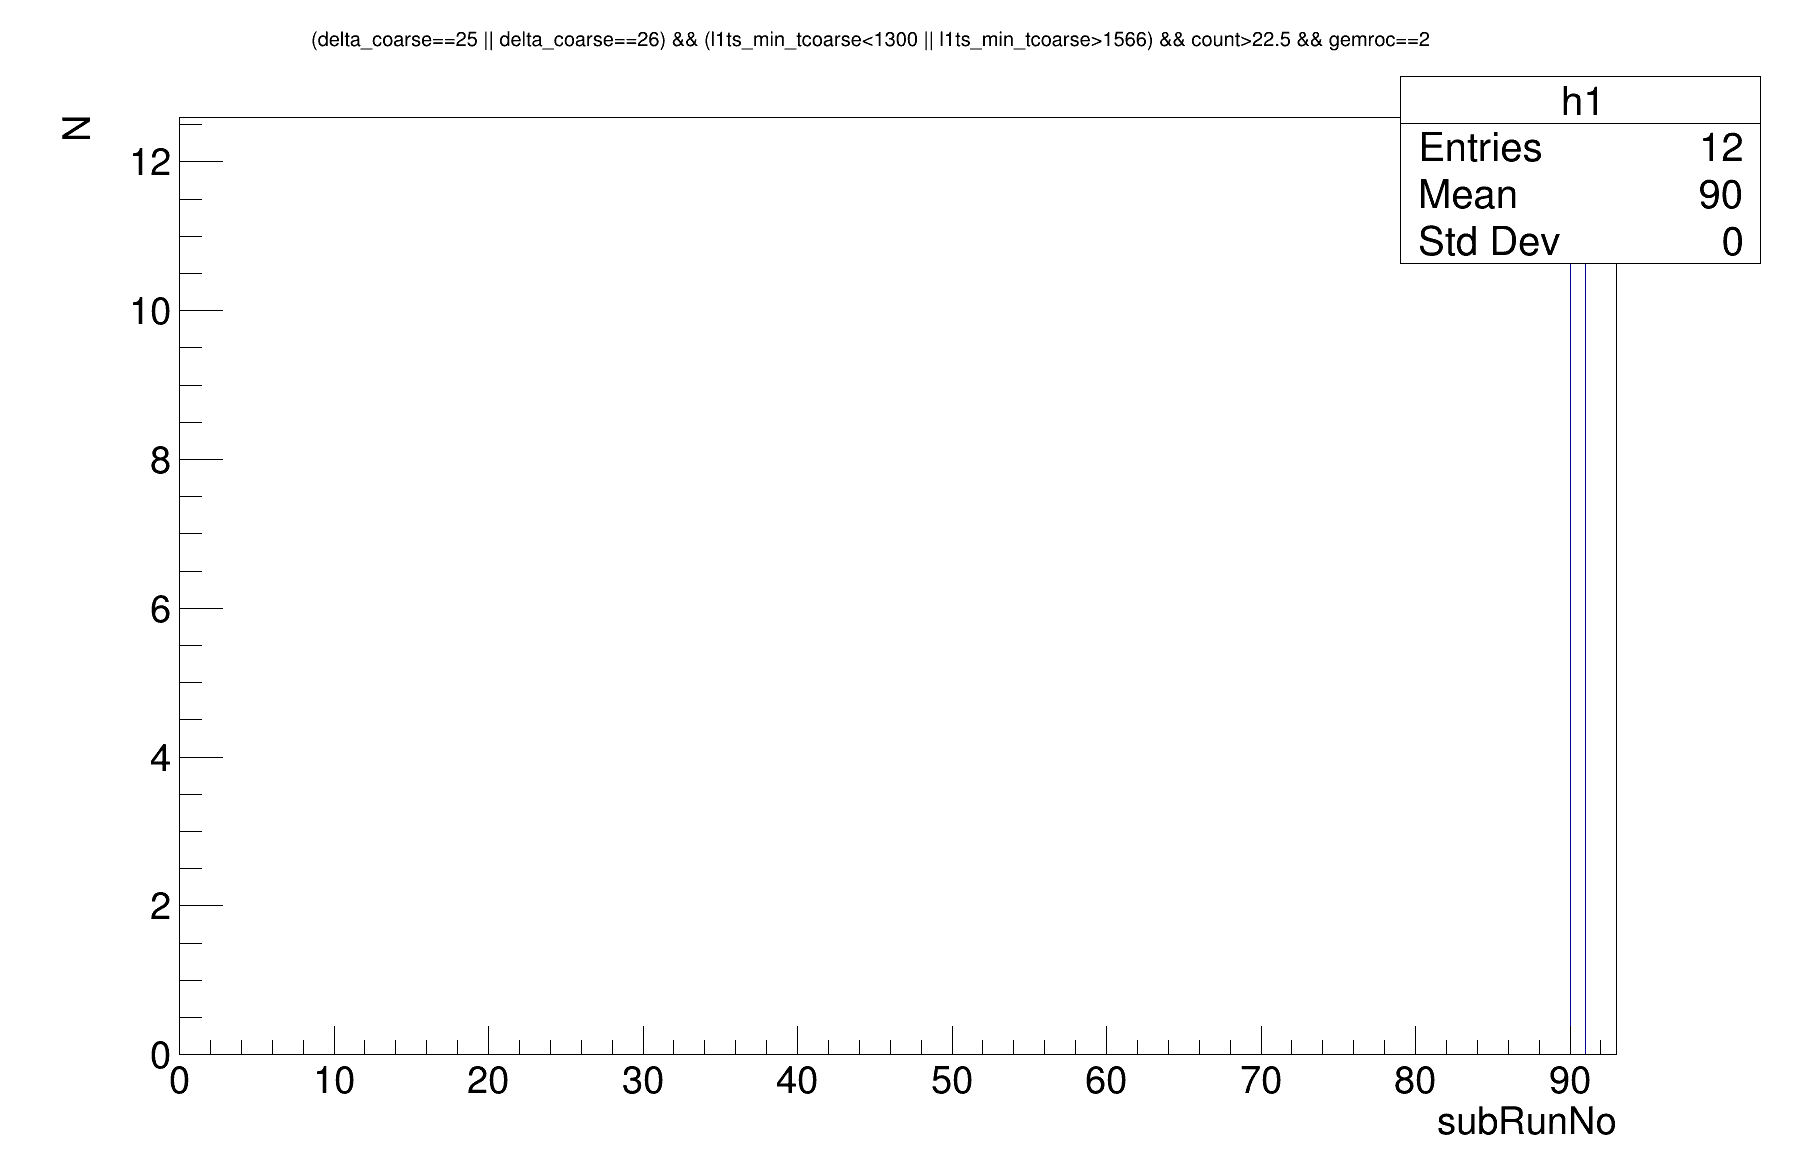 (delta_coarse==25 || delta_coarse==26) && (l1ts_min_tcoarse<1300 || l1ts_min_tcoarse>1566) && count>22.5 && gemroc==2
h1
Entries 12
Mean 90
Std Dev 0
N
12
10
8
6
4
2
0
0 10 20 30 40 50 60 70 80 90
subRunNo